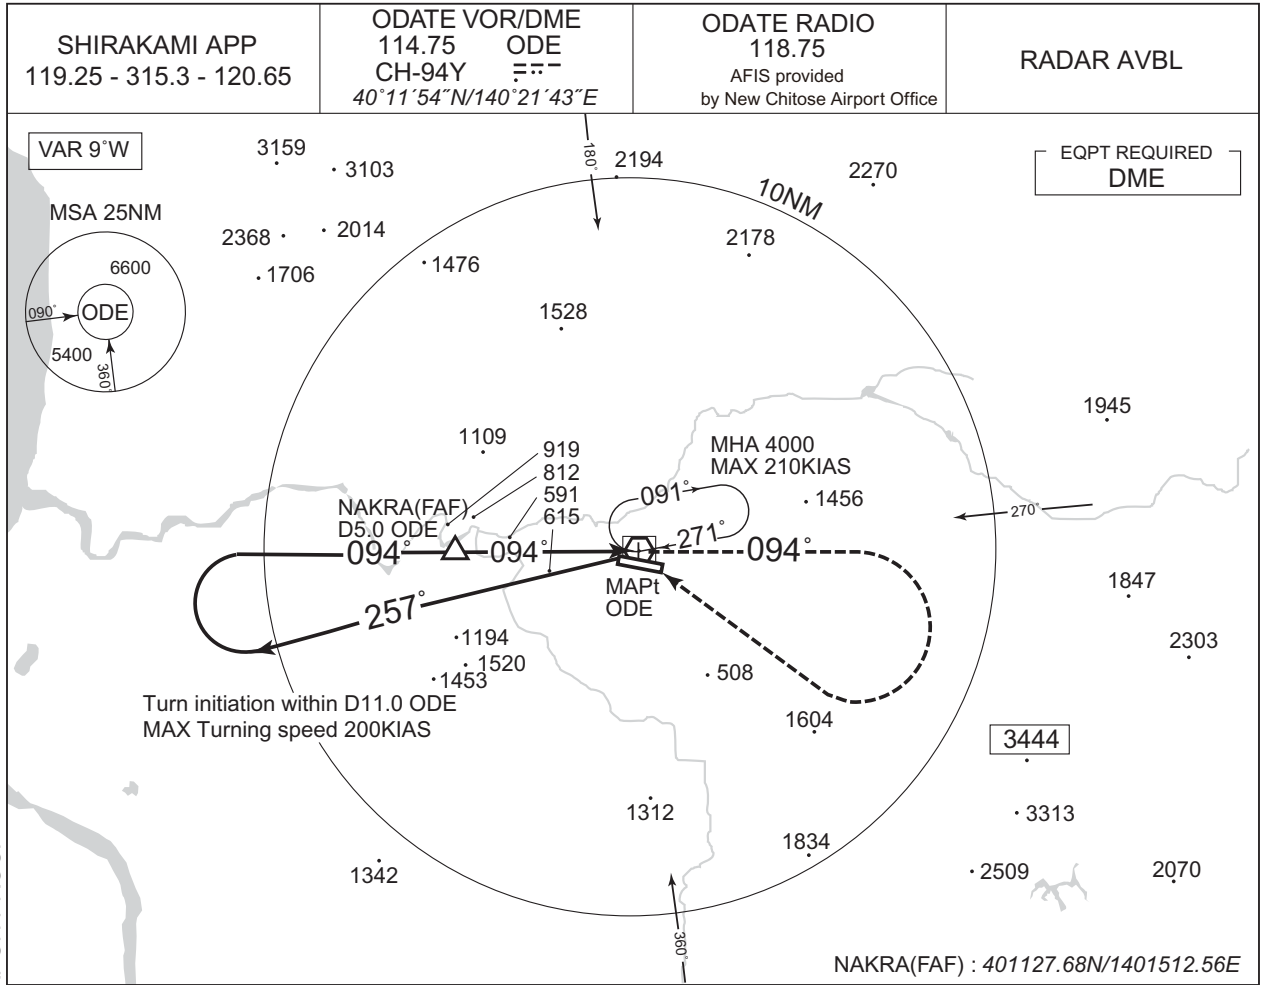 SHIRAKAMI APP
119.25 - 315.3 - 120.65
ODATE VOR/DME
114.75 ODE
CH-94Y
40°11´54˝N/140°21´43˝E
ODATE RADIO
118.75
AFIS provided
by New Chitose Airport Office
RADAR AVBL
VAR 9˚W
3159
3103
180˚
2194
2270
EQPT REQUIRED
DME
10NM
MSA 25NM
6600
090˚
ODE
5400
360˚
2368
2014
1706
1476
2178
1528
1945
1109
919
812
591
615
MHA 4000
MAX 210KIAS
NAKRA(FAF)
D5.0 ODE
091˚
271˚
1456
270˚
094˚
094˚
094˚
257˚
MAPt
ODE
1847
2303
1194
1520
1453
508
Turn initiation within D11.0 ODE
MAX Turning speed 200KIAS
1604
3444
1312
3313
1834
1342
2509
2070
360˚
NAKRA(FAF) : 401127.68N/1401512.56E